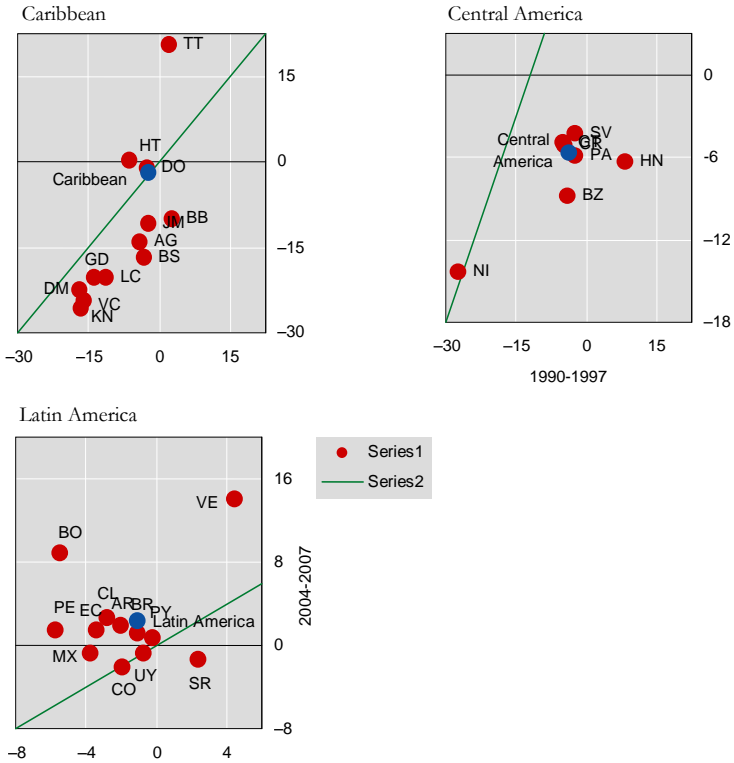 Caribbean
TT
15
HT
0
DO
Caribbean
BB
JM
AG
–15
BS
GD
LC
DM
VC
KN
–30
–30 –15 0 15
Central America
0
SV
Central
CR
GT
PA
America
–6
HN
BZ
–12
NI
–18
–30 –15 0 15
1990-1997
Latin America
16
VE
BO
8
CL
AR BR
PE EC PY
Latin America
0
MX
UY
SR
CO
–8
–8 –4 0 4
2004-2007
Series1
Series2